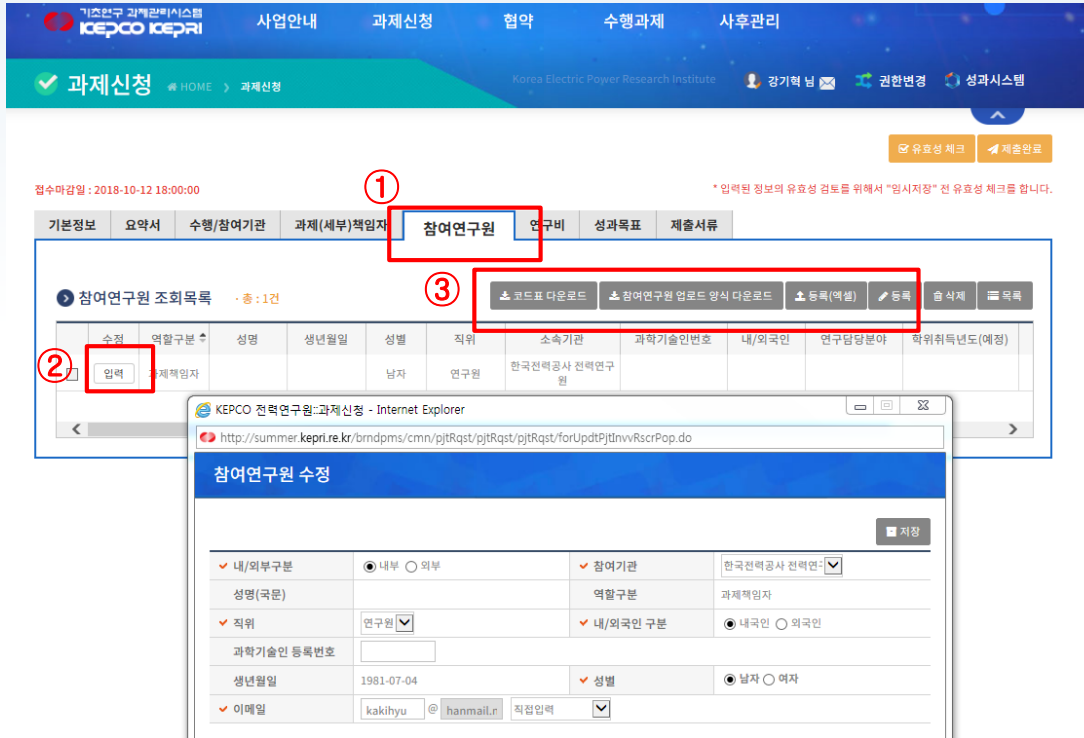 기초연구 과제관리시스템
KEPCO KEPRI
사업안내 과제신청 협약 수행과제 사후관리
과제신청 HOME > 과제신청
Korea Electric Power Research Institute 강기혁 님 권한변경 성과시스템
유효성 체크 제출완료
접수마감일 : 2018-10-12 18:00:00 ① * 입력된 정보의 유효성 검토를 위해서 "임시저장" 전 유효성 체크를 합니다.
기본정보 요약서 수행/참여기관 과제(세부)책임자 참여연구원 연구비 성과목표 제출서류
참여연구원 조회목록 · 총 : 1건 ③ 코드표 다운로드 참여연구원 업로드 양식 다운로드 등록(엑셀) 등록 삭제 목록
수정 역할구분 성명 생년월일 성별 직위 소속기관 과학기술인번호 내/외국인 연구담당분야 학위취득년도(예정)
② 입력 과제책임자 남자 연구원 한국전력공사 전력연구
원
KEPCO 전력연구원::과제신청 - Internet Explorer
http://summer.kepri.re.kr/brndpms/cmn/pjtRqst/pjtRqst/pjtRqst/forUpdtPjtInvvRscrPop.do
참여연구원 수정
저장
내/외부구분 내부 외부 참여기관 한국전력공사 전력연구
성명(국문) 역할구분 과제책임자
직위 연구원 내/외국인 구분 내국인 외국인
과학기술인 등록번호
생년월일 1981-07-04 성별 남자 여자
이메일 kakihyu @ hanmail.n 직접입력